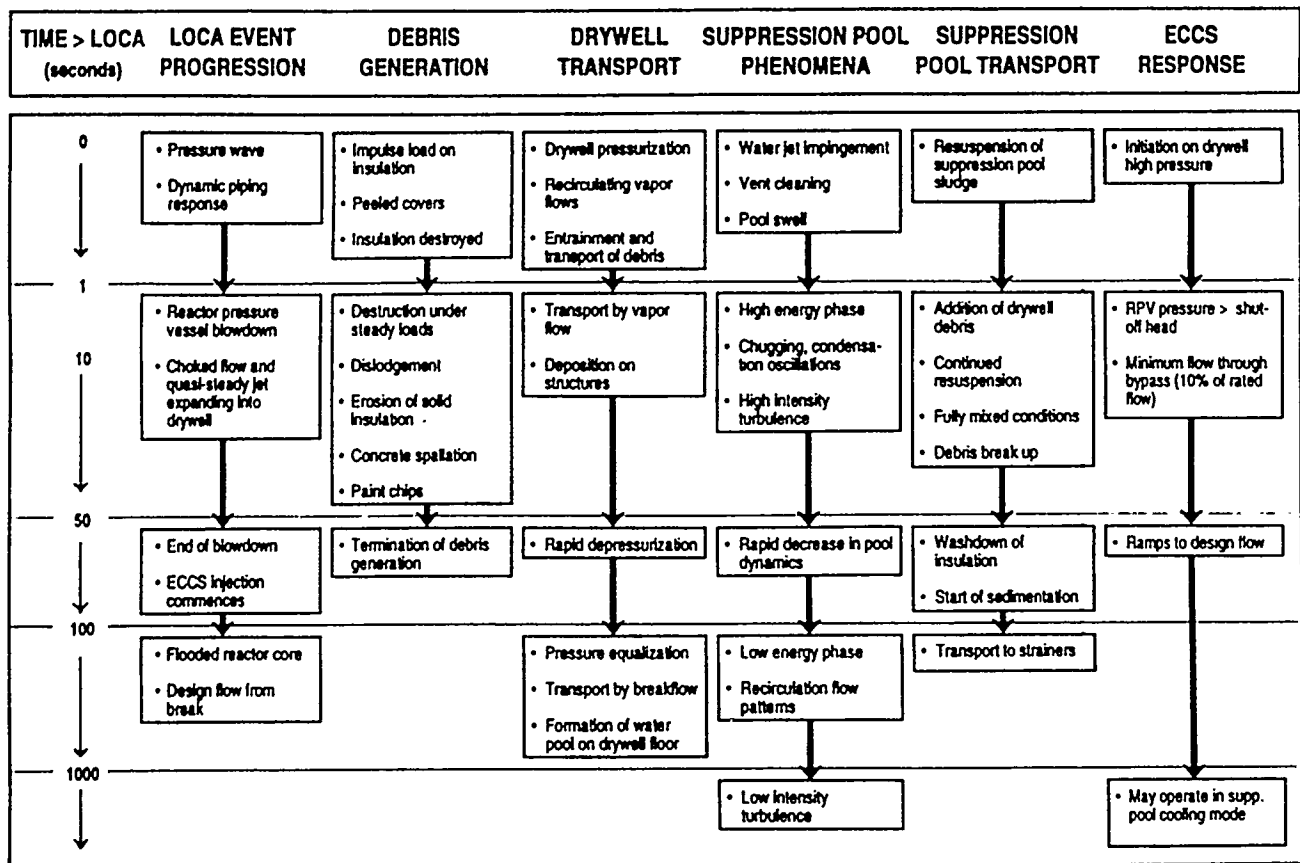 TIME > LOCA
(seconds)
LOCA EVENT
PROGRESSION
DEBRIS
GENERATION
DRYWELL
TRANSPORT
SUPPRESSION POOL
PHENOMENA
SUPPRESSION
POOL TRANSPORT
ECCS
RESPONSE
0
• Pressure wave
• Dynamic piping
response
• Impulse load on
insulation
• Peeled covers
• Insulation destroyed
• Drywell pressurization
• Recirculating vapor
flows
• Entrainment and
transport of debris
• Water jet impingement
• Vent cleaning
• Pool swell
• Resuspension of
suppression pool
sludge
• Initiation on drywell
high pressure
1
10
• Reactor pressure
vessel blowdown
• Choked flow and
quasi-steady jet
expanding into
drywell
• Destruction under
steady loads
• Dislodgement
• Erosion of solid
insulation
• Concrete spallation
• Paint chips
• Transport by vapor
flow
• Deposition on
structures
• High energy phase
• Chugging, condensa-
tion oscillations
• High intensity
turbulence
• Addition of drywell
debris
• Continued
resuspension
• Fully mixed conditions
• Debris break up
• RPV pressure > shut-
off head
• Minimum flow through
bypass (10% of rated
flow)
50
• End of blowdown
• ECCS injection
commences
• Termination of debris
generation
• Rapid depressurization
• Rapid decrease in pool
dynamics
• Washdown of
insulation
• Start of sedimentation
• Ramps to design flow
100
• Flooded reactor core
• Design flow from
break
• Pressure equalization
• Transport by breakflow
• Formation of water
pool on drywell floor
• Low energy phase
• Recirculation flow
patterns
• Transport to strainers
1000
• Low intensity
turbulence
• May operate in supp.
pool cooling mode